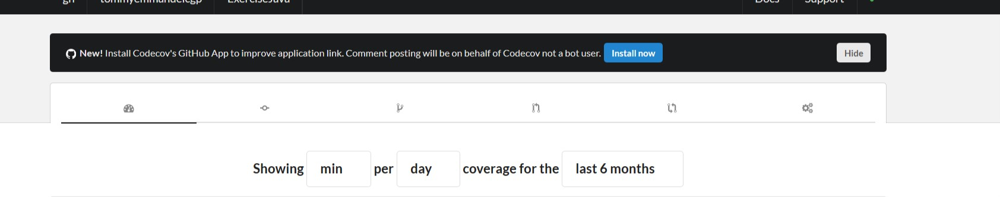 gh tommyemmanuelcgp ExerciseJava Docs Support
New! Install Codecov's GitHub App to improve application link. Comment posting will be on behalf of Codecov not a bot user. Install now Hide
Showing min per day coverage for the last 6 months